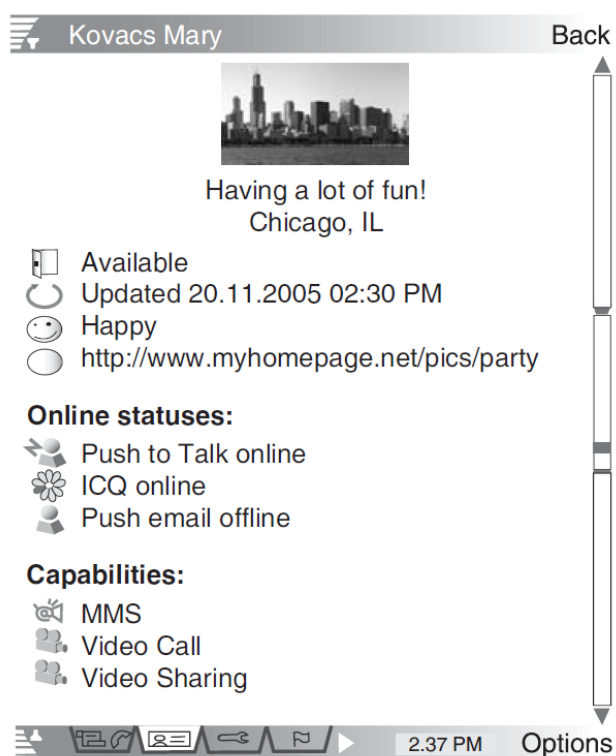 Kovacs Mary
Back
Having a lot of fun!
Chicago, IL
Available
Updated 20.11.2005 02:30 PM
Happy
http://www.myhomepage.net/pics/party
Online statuses:
Push to Talk online
ICQ online
Push email offline
Capabilities:
MMS
Video Call
Video Sharing
2.37 PM
Options